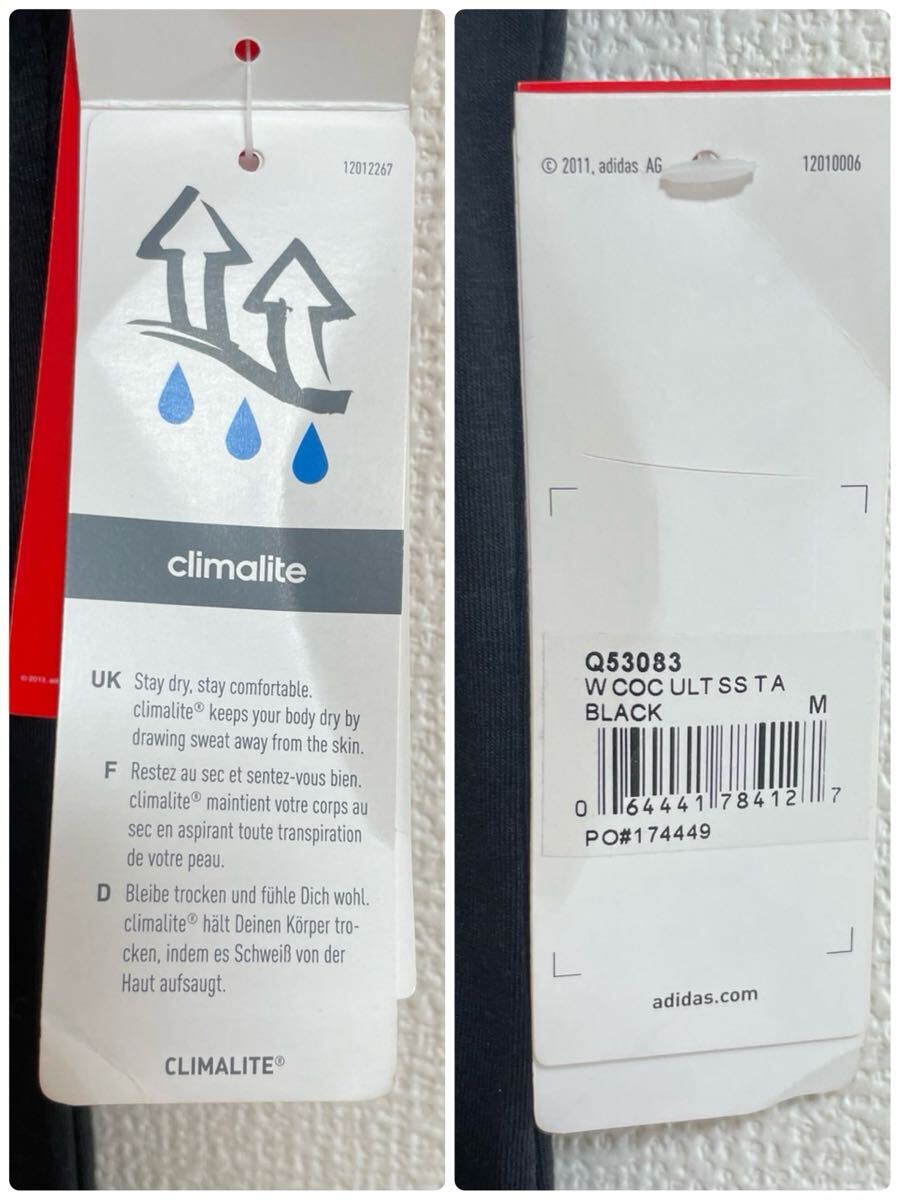 12012267
climalite
UK Stay dry, stay comfortable.
climalite® keeps your body dry by
drawing sweat away from the skin.
F Restez au sec et sentez-vous bien.
climalite® maintient votre corps au
sec en aspirant toute transpiration
de votre peau.
D Bleibe trocken und fühle Dich wohl.
climalite® hält Deinen Körper tro-
cken, indem es Schweiß von der
Haut aufsaugt.
CLIMALITE®
© 2013, adi
© 2011, adidas AG
12010006
Q53083
W COC ULT SS T A
BLACK M
0 64441 78412 7
PO#174449
adidas.com